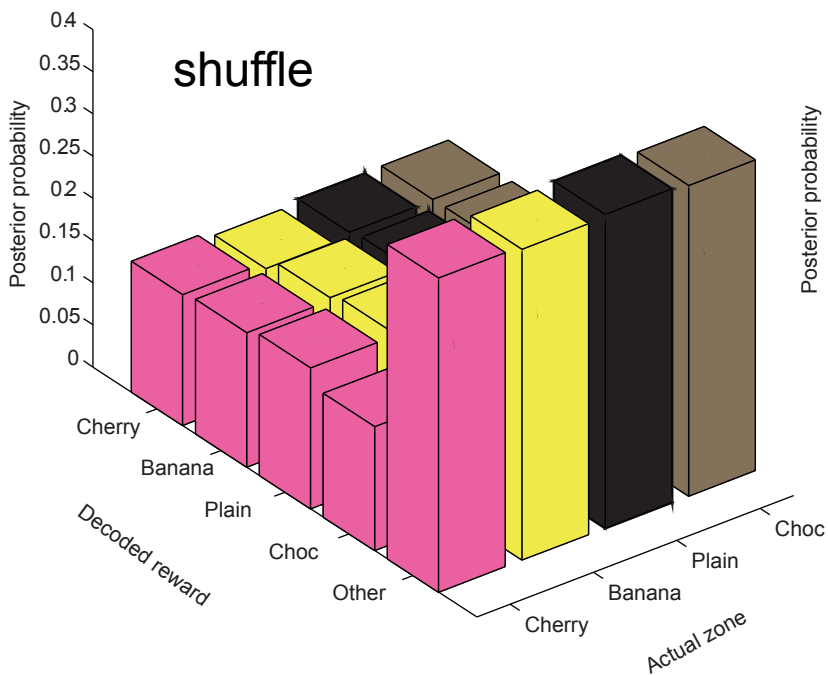 0.4
shuffle
0.35
0.3
0.25
0.2
0.15
0.1
0.05
0
Posterior probability
Posterior probability
Cherry
Banana
Plain
Choc
Other
Decoded reward
Cherry
Banana
Plain
Choc
Actual zone